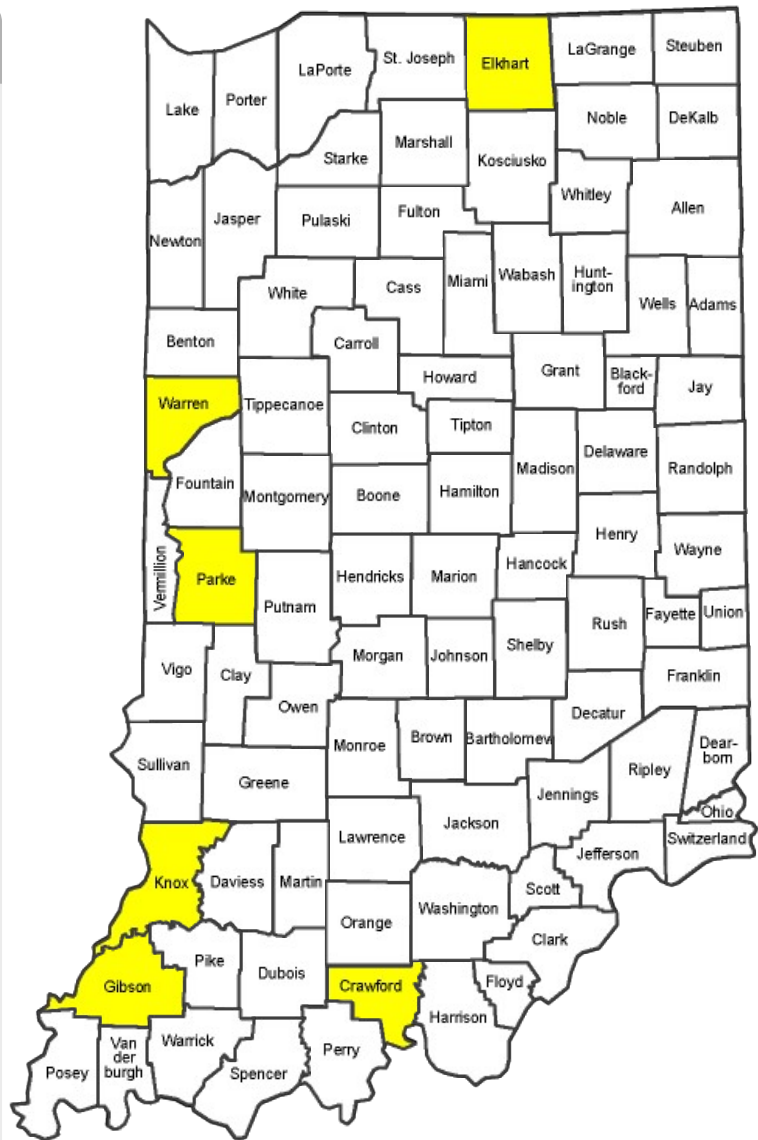 Lake
Porter
LaPorte
St. Joseph
Elkhart
LaGrange
Steuben
Noble
DeKalb
Starke
Marshall
Kosciusko
Whitley
Allen
Newton
Jasper
Pulaski
Fulton
White
Cass
Miami
Wabash
Hunt-
ington
Wells
Adams
Benton
Carroll
Howard
Grant
Black-
ford
Jay
Warren
Tippecanoe
Clinton
Tipton
Madison
Delaware
Randolph
Fountain
Montgomery
Boone
Hamilton
Henry
Wayne
Vermillion
Parke
Putnam
Hendricks
Marion
Hancock
Rush
Fayette
Union
Vigo
Clay
Owen
Morgan
Johnson
Shelby
Franklin
Decatur
Sullivan
Greene
Monroe
Brown
Bartholomew
Jennings
Ripley
Dear-
born
Ohio
Switzerland
Jefferson
Knox
Daviess
Martin
Lawrence
Jackson
Scott
Orange
Washington
Clark
Gibson
Pike
Dubois
Crawford
Floyd
Harrison
Posey
Van
der
burgh
Warrick
Spencer
Perry